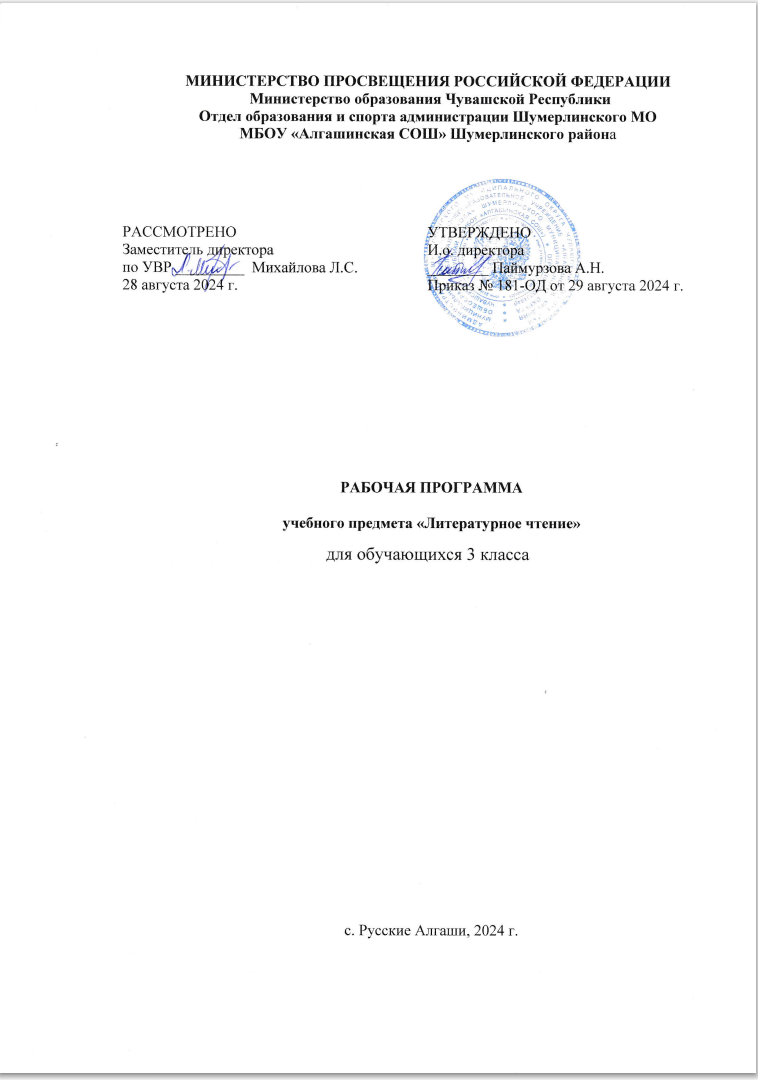 МИНИСТЕРСТВО ПРОСВЕЩЕНИЯ РОССИЙСКОЙ ФЕДЕРАЦИИ
Министерство образования Чувашской Республики
Отдел образования и спорта администрации Шумерлинского МО
МБОУ «Алгашинская СОШ» Шумерлинского района
РАССМОТРЕНО
Заместитель директора
по УВР Михайлова Л.С.
28 августа 2024 г.
УТВЕРЖДЕНО
И.о. директора
Паймурзова А.Н.
Приказ № 181-ОД от 29 августа 2024 г.
РАБОЧАЯ ПРОГРАММА
учебного предмета «Литературное чтение»
для обучающихся 3 класса
с. Русские Алгаши, 2024 г.